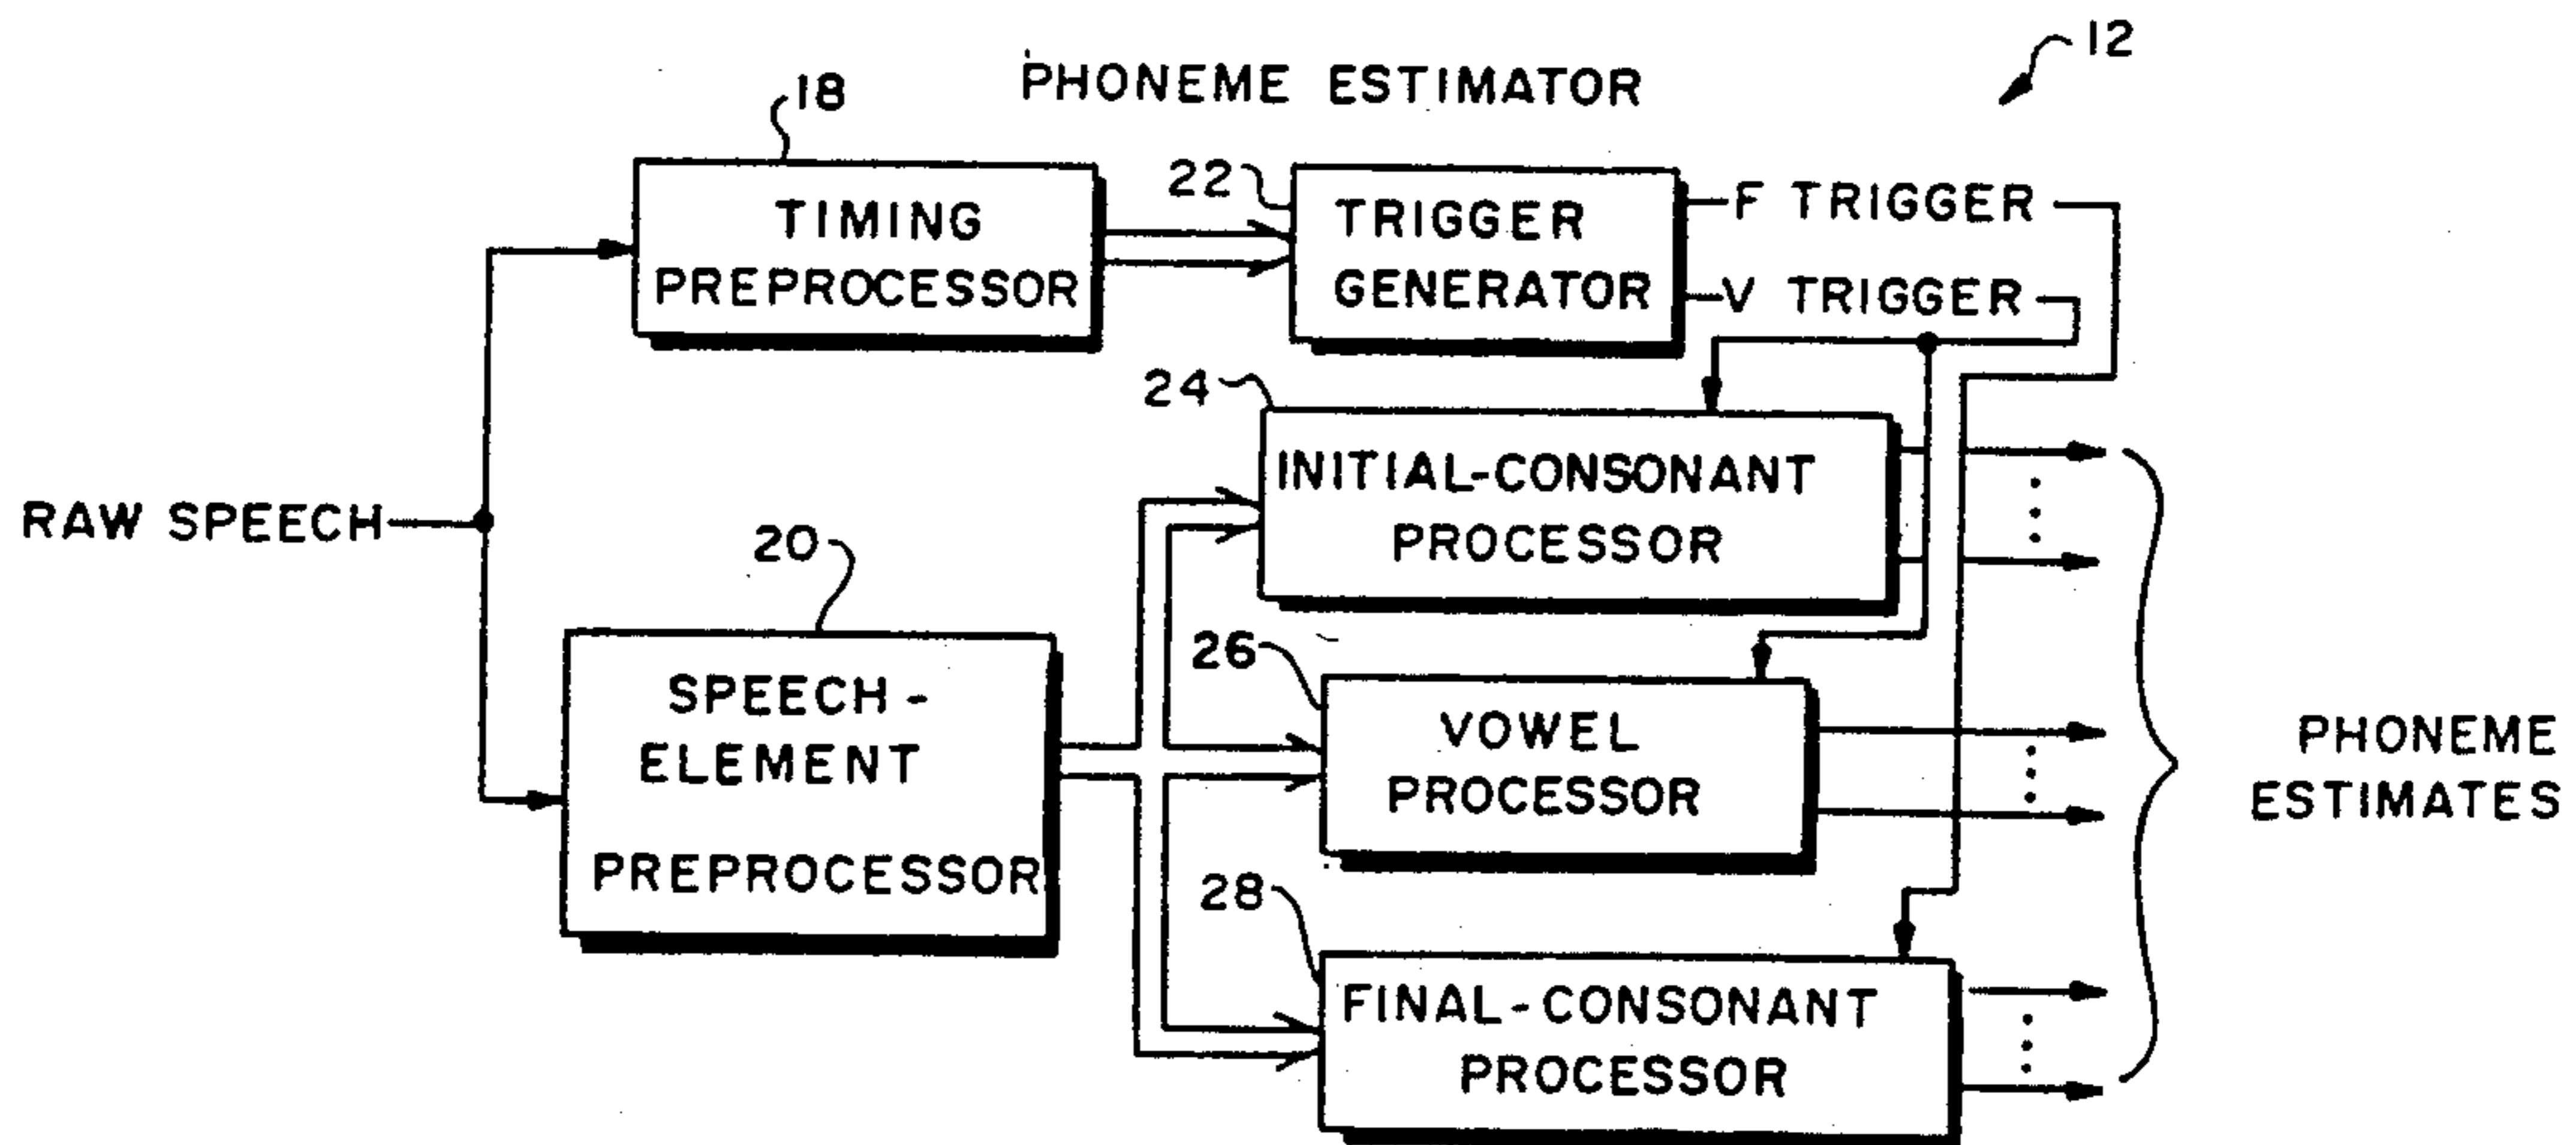 12
PHONEME ESTIMATOR
18
TIMING
PREPROCESSOR
22
TRIGGER
GENERATOR
F TRIGGER
V TRIGGER
24
INITIAL-CONSONANT
PROCESSOR
RAW SPEECH
20
SPEECH-
ELEMENT
PREPROCESSOR
26
VOWEL
PROCESSOR
28
FINAL-CONSONANT
PROCESSOR
PHONEME
ESTIMATES